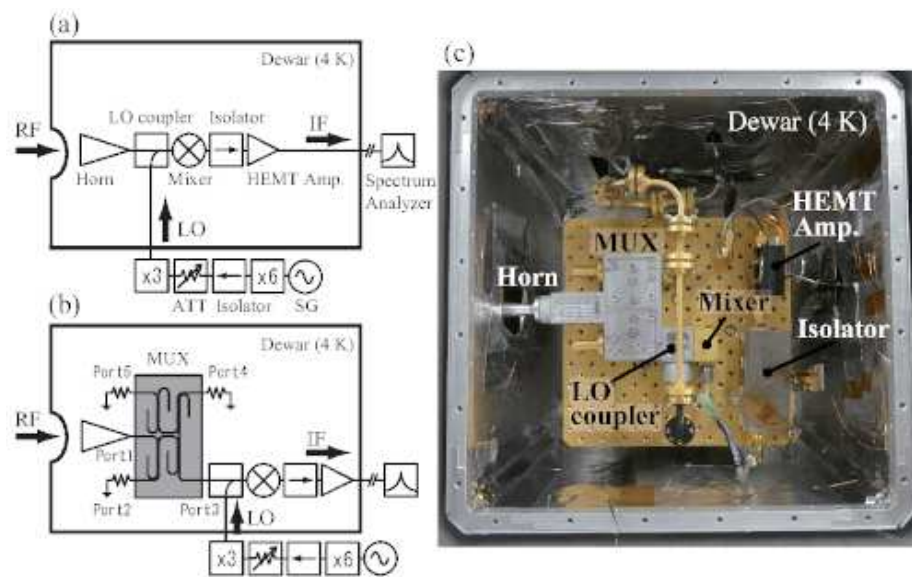 (a)
Dewar (4 K)
LO coupler
Isolator
RF
IF
Horn
Mixer
HEMT Amp.
Spectrum
Analyzer
LO
x3
x6
ATT
Isolator
SG
(b)
Dewar (4 K)
MUX
Port5
Port4
RF
IF
Port1
Port2
Port3
LO
x3
x6
(c)
Dewar (4 K)
HEMT
Amp.
MUX
Horn
Mixer
Isolator
LO
coupler